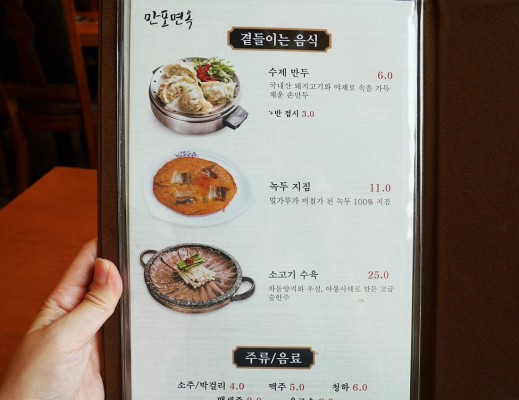 만포면옥
곁들이는 음식
수제 만두 6.0
국내산 돼지고기와 야채로 속을 가득
채운 손만두
반 접시 3.0
녹두 지짐 11.0
밀가루가 미첨가 된 녹두 100% 지짐
소고기 수육 25.0
차돌양지와 우설, 아롱사태로 만든 고급
술안주
주류/음료
소주/막걸리 4.0 맥주 5.0 청하 6.0